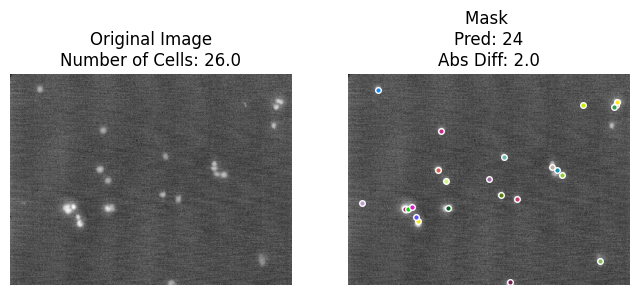 Original Image
Number of Cells: 26.0
Mask
Pred: 24
Abs Diff: 2.0